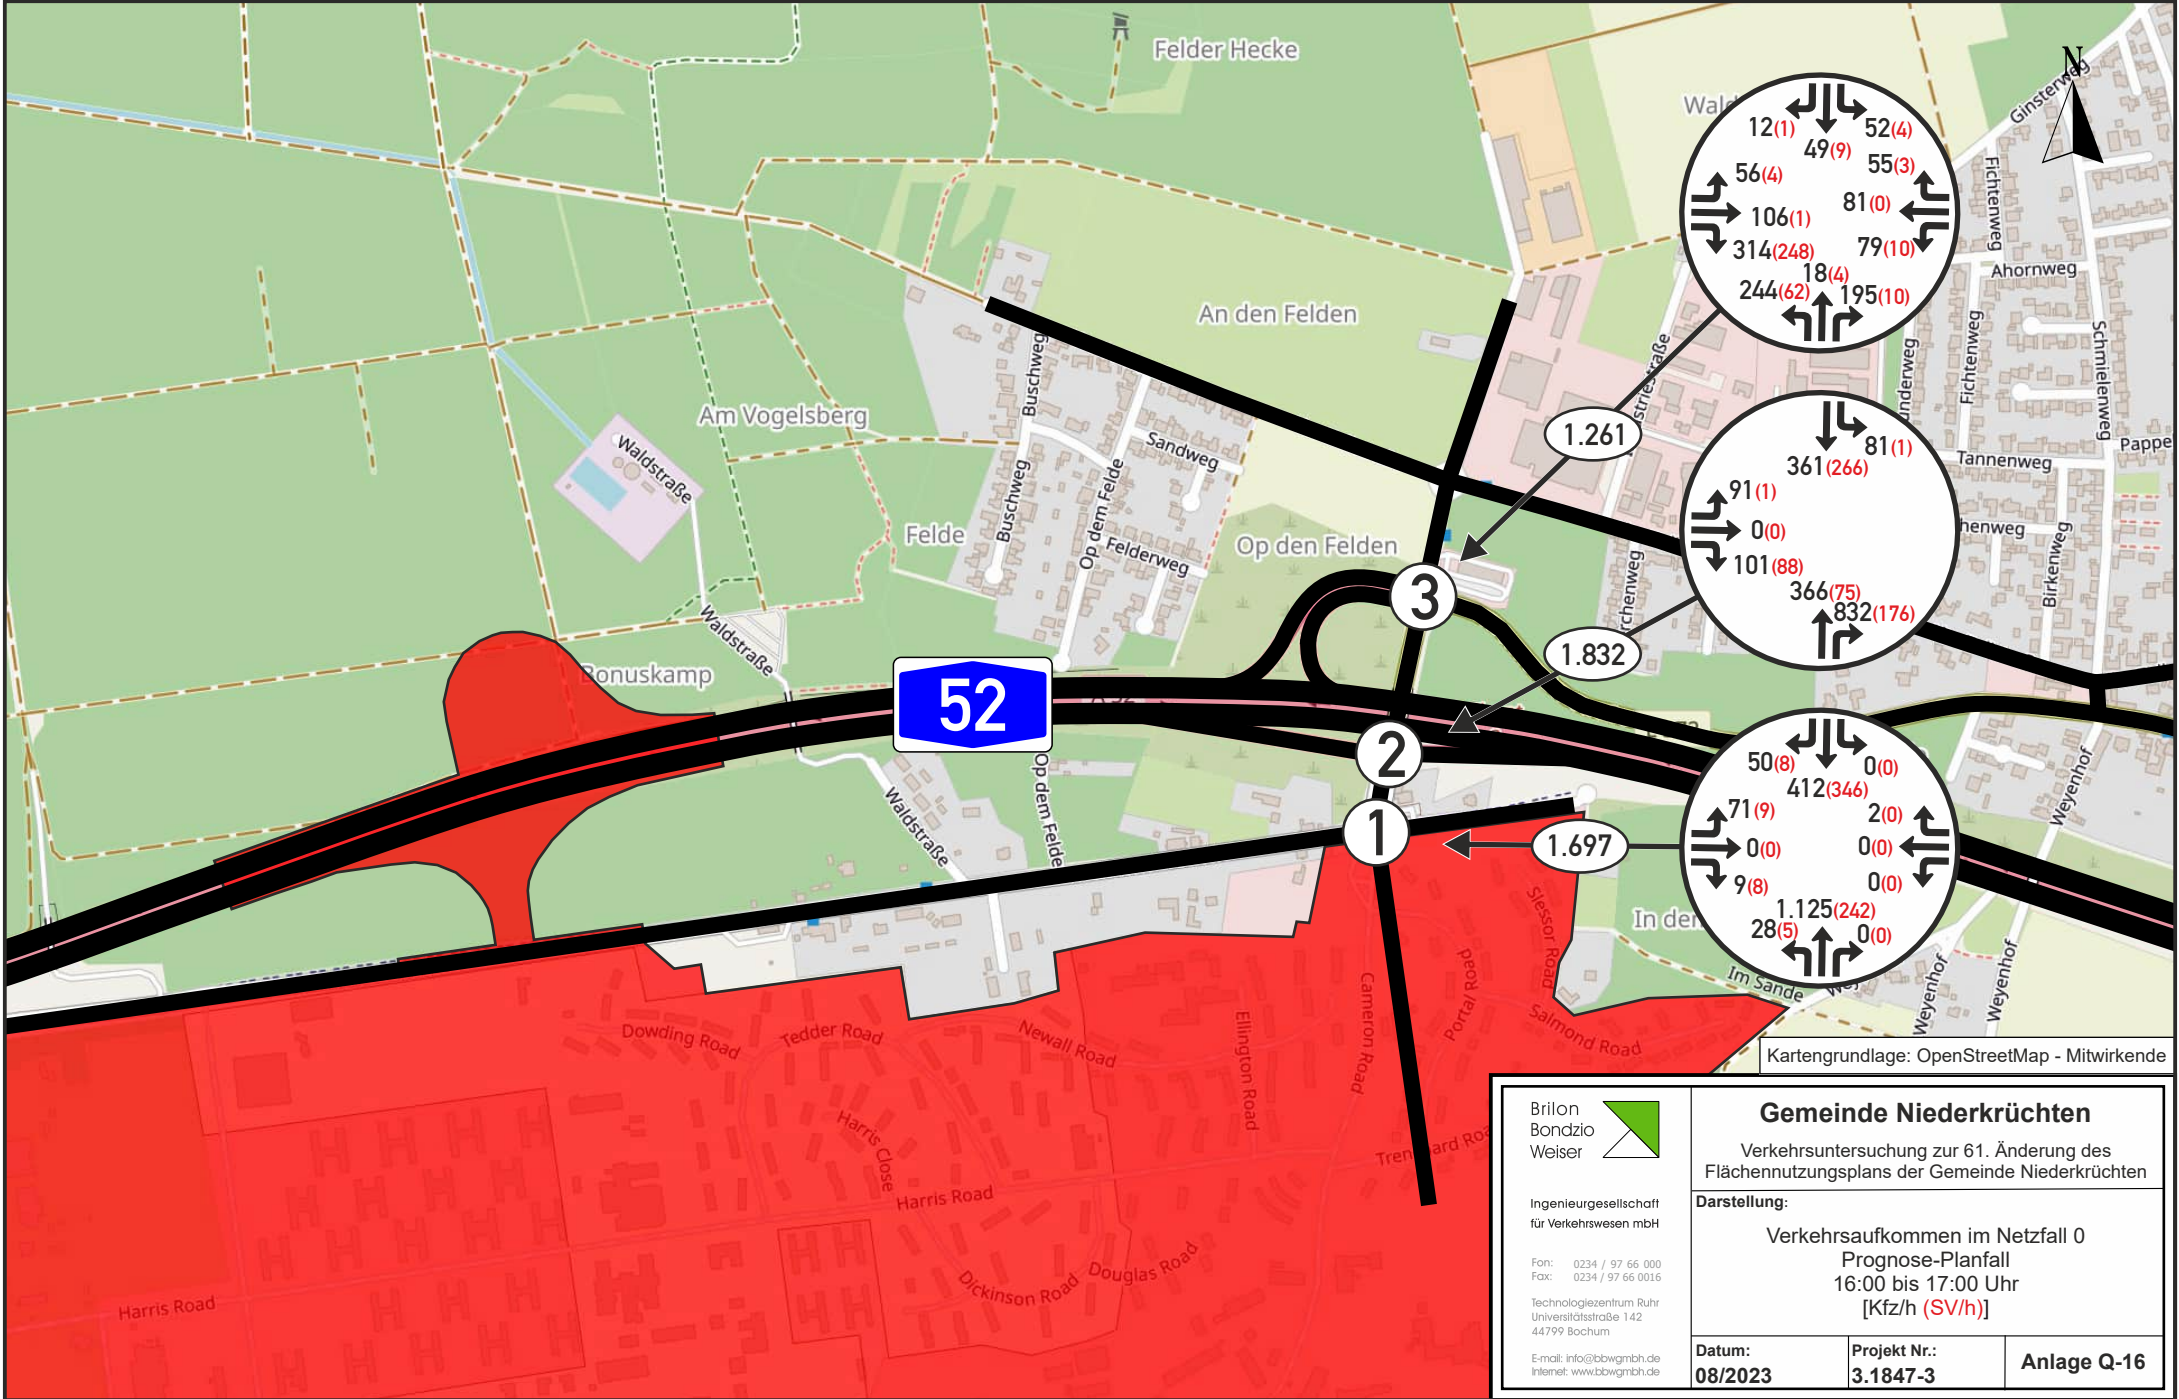 Felder Hecke
Ginsterweg
N
12(1)
52(4)
49(9)
56(4)
55(3)
106(1)
81(0)
314(248)
79(10)
18(4)
244(62)
195(10)
Fichtenweg
Ahornweg
Fichtenweg
Schmielenweg
An den Felden
Buschweg
Am Vogelsberg
Waldstraße
Sandweg
Buschweg
Op dem Felde
Felde
Felderweg
Op den Felden
1.261
81(1)
361(266)
91(1)
0(0)
101(88)
366(75)
832(176)
Tannenweg
Birkenweg
3
1.832
Waldstraße
Bonuskamp
52
2
Op dem Felde
Waldstraße
1
1.697
50(8)
0(0)
412(346)
71(9)
2(0)
0(0)
0(0)
9(8)
0(0)
1.125(242)
28(5)
0(0)
Weyenhof
Weyenhof
Weyenhof
In den
Im Sande
Slessor Road
Portal Road
Cameron Road
Salmond Road
Ellington Road
Newall Road
Tedder Road
Dowding Road
Harris Close
Harris Road
Dickinson Road
Douglas Road
Harris Road
Kartengrundlage: OpenStreetMap - Mitwirkende
Brilon
Bondzio
Weiser
Ingenieurgesellschaft
für Verkehrswesen mbH
Fon: 0234 / 97 66 000
Fax: 0234 / 97 66 0016
Technologiezentrum Ruhr
Universitätsstraße 142
44799 Bochum
E-mail: info@bbwgmbh.de
Internet: www.bbwgmbh.de
Gemeinde Niederkrüchten
Verkehrsuntersuchung zur 61. Änderung des
Flächennutzungsplans der Gemeinde Niederkrüchten
Darstellung:
Verkehrsaufkommen im Netzfall 0
Prognose-Planfall
16:00 bis 17:00 Uhr
[Kfz/h (SV/h)]
Datum:
08/2023
Projekt Nr.:
3.1847-3
Anlage Q-16